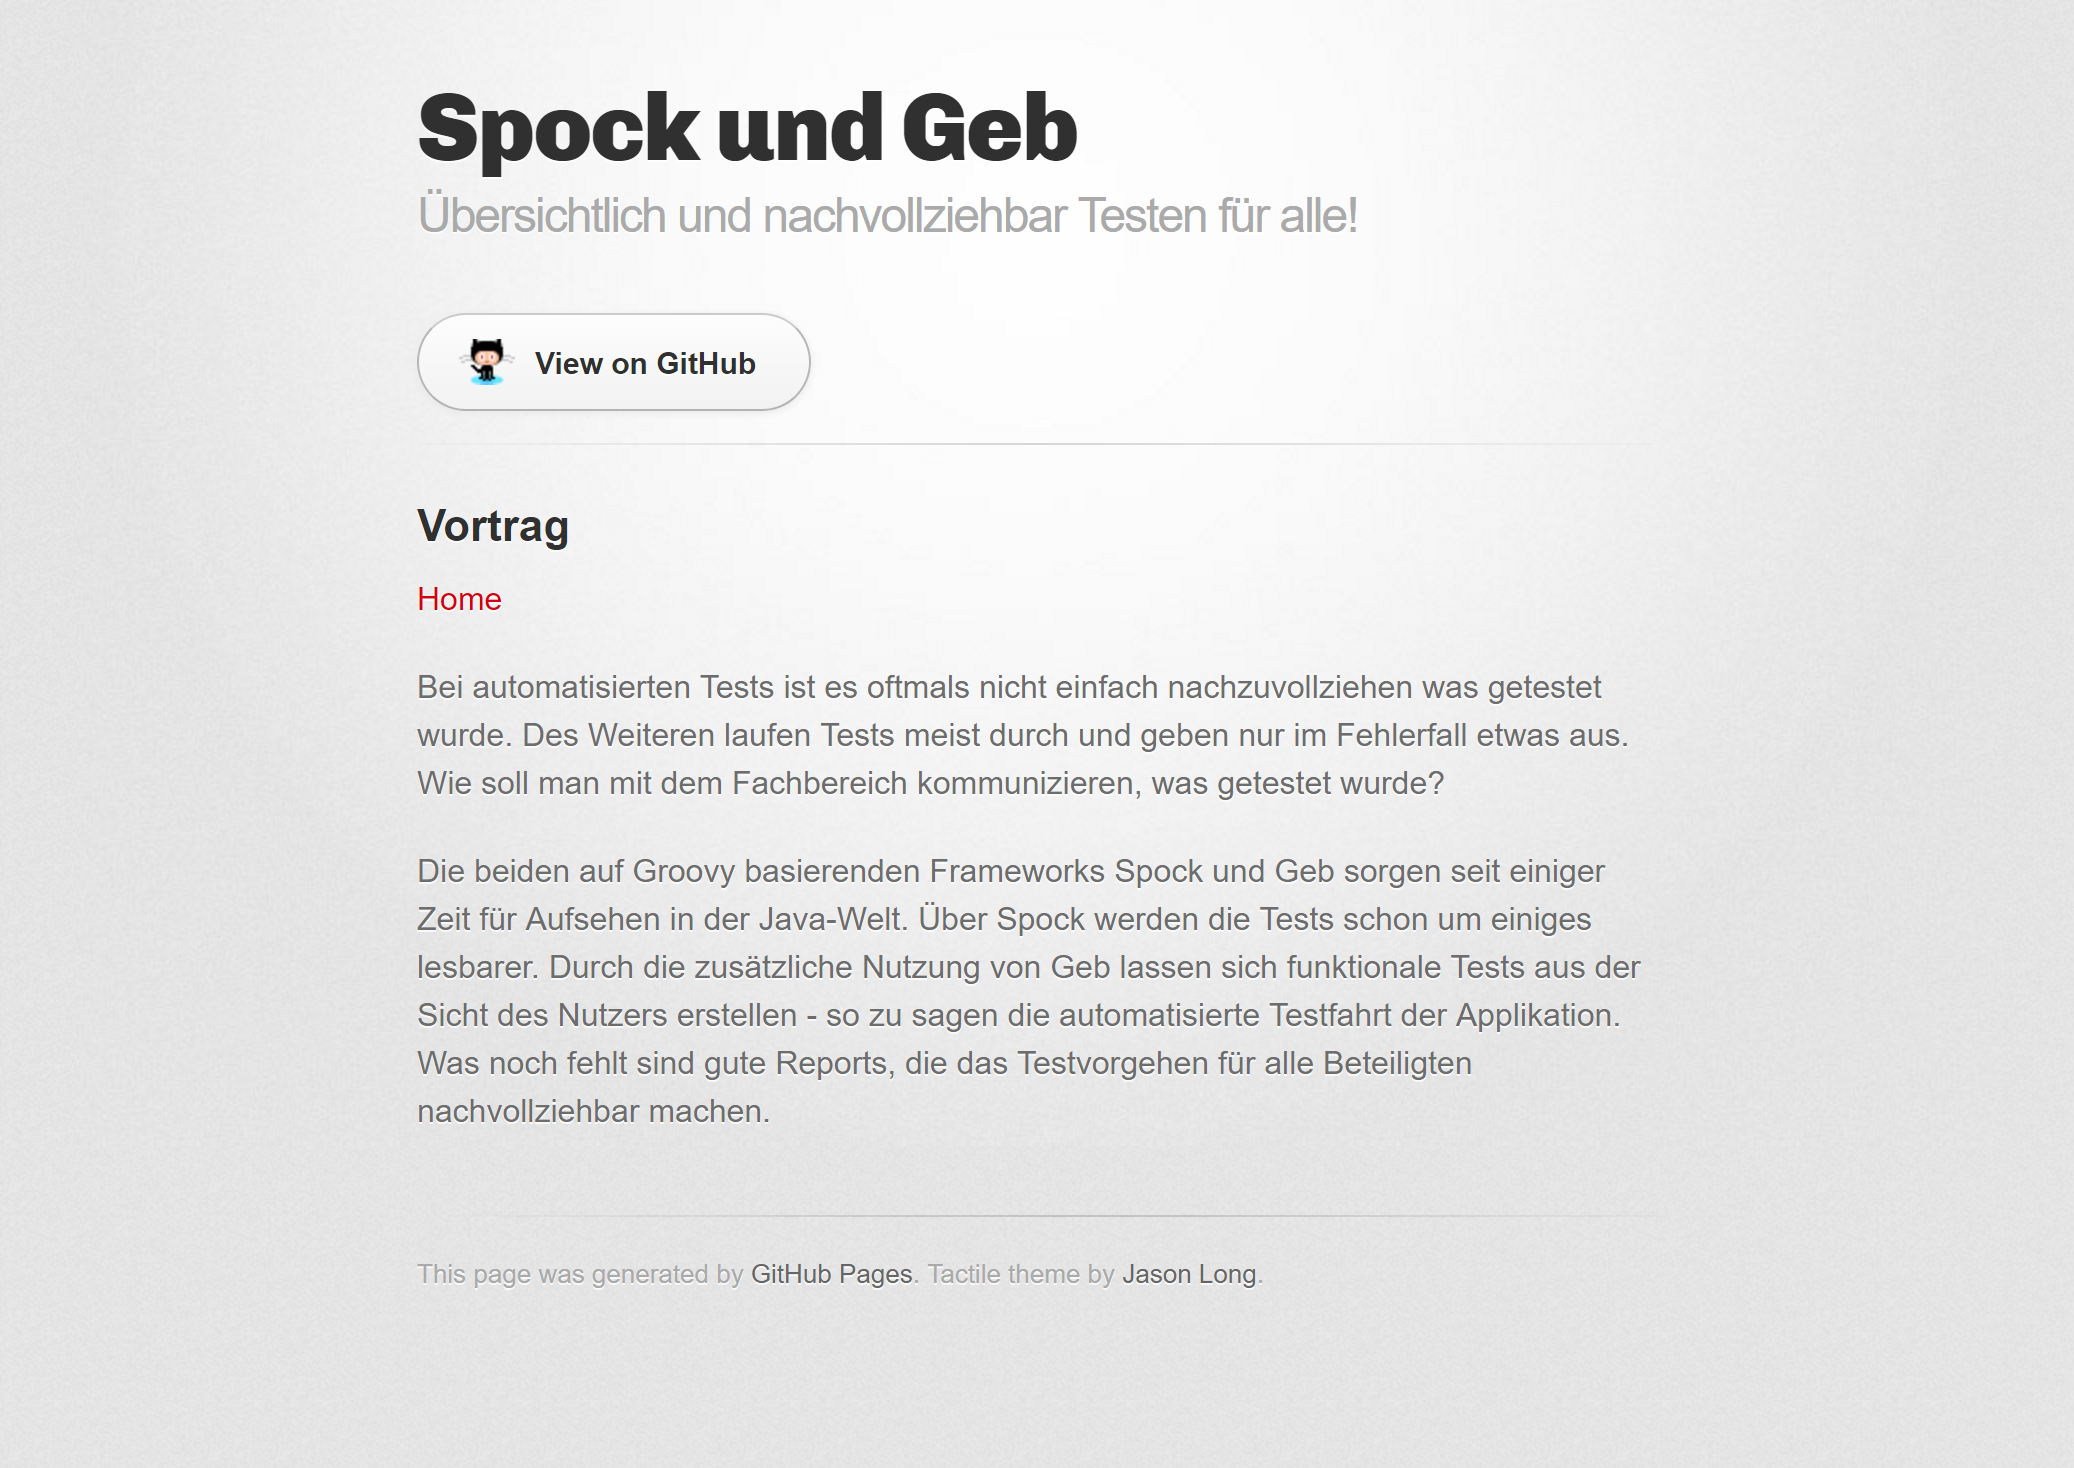 Spock und Geb
Übersichtlich und nachvollziehbar Testen für alle!
View on GitHub
Vortrag
Home
Bei automatisierten Tests ist es oftmals nicht einfach nachzuvollziehen was getestet
wurde. Des Weiteren laufen Tests meist durch und geben nur im Fehlerfall etwas aus.
Wie soll man mit dem Fachbereich kommunizieren, was getestet wurde?
Die beiden auf Groovy basierenden Frameworks Spock und Geb sorgen seit einiger
Zeit für Aufsehen in der Java-Welt. Über Spock werden die Tests schon um einiges
lesbarer. Durch die zusätzliche Nutzung von Geb lassen sich funktionale Tests aus der
Sicht des Nutzers erstellen - so zu sagen die automatisierte Testfahrt der Applikation.
Was noch fehlt sind gute Reports, die das Testvorgehen für alle Beteiligten
nachvollziehbar machen.
This page was generated by GitHub Pages. Tactile theme by Jason Long.